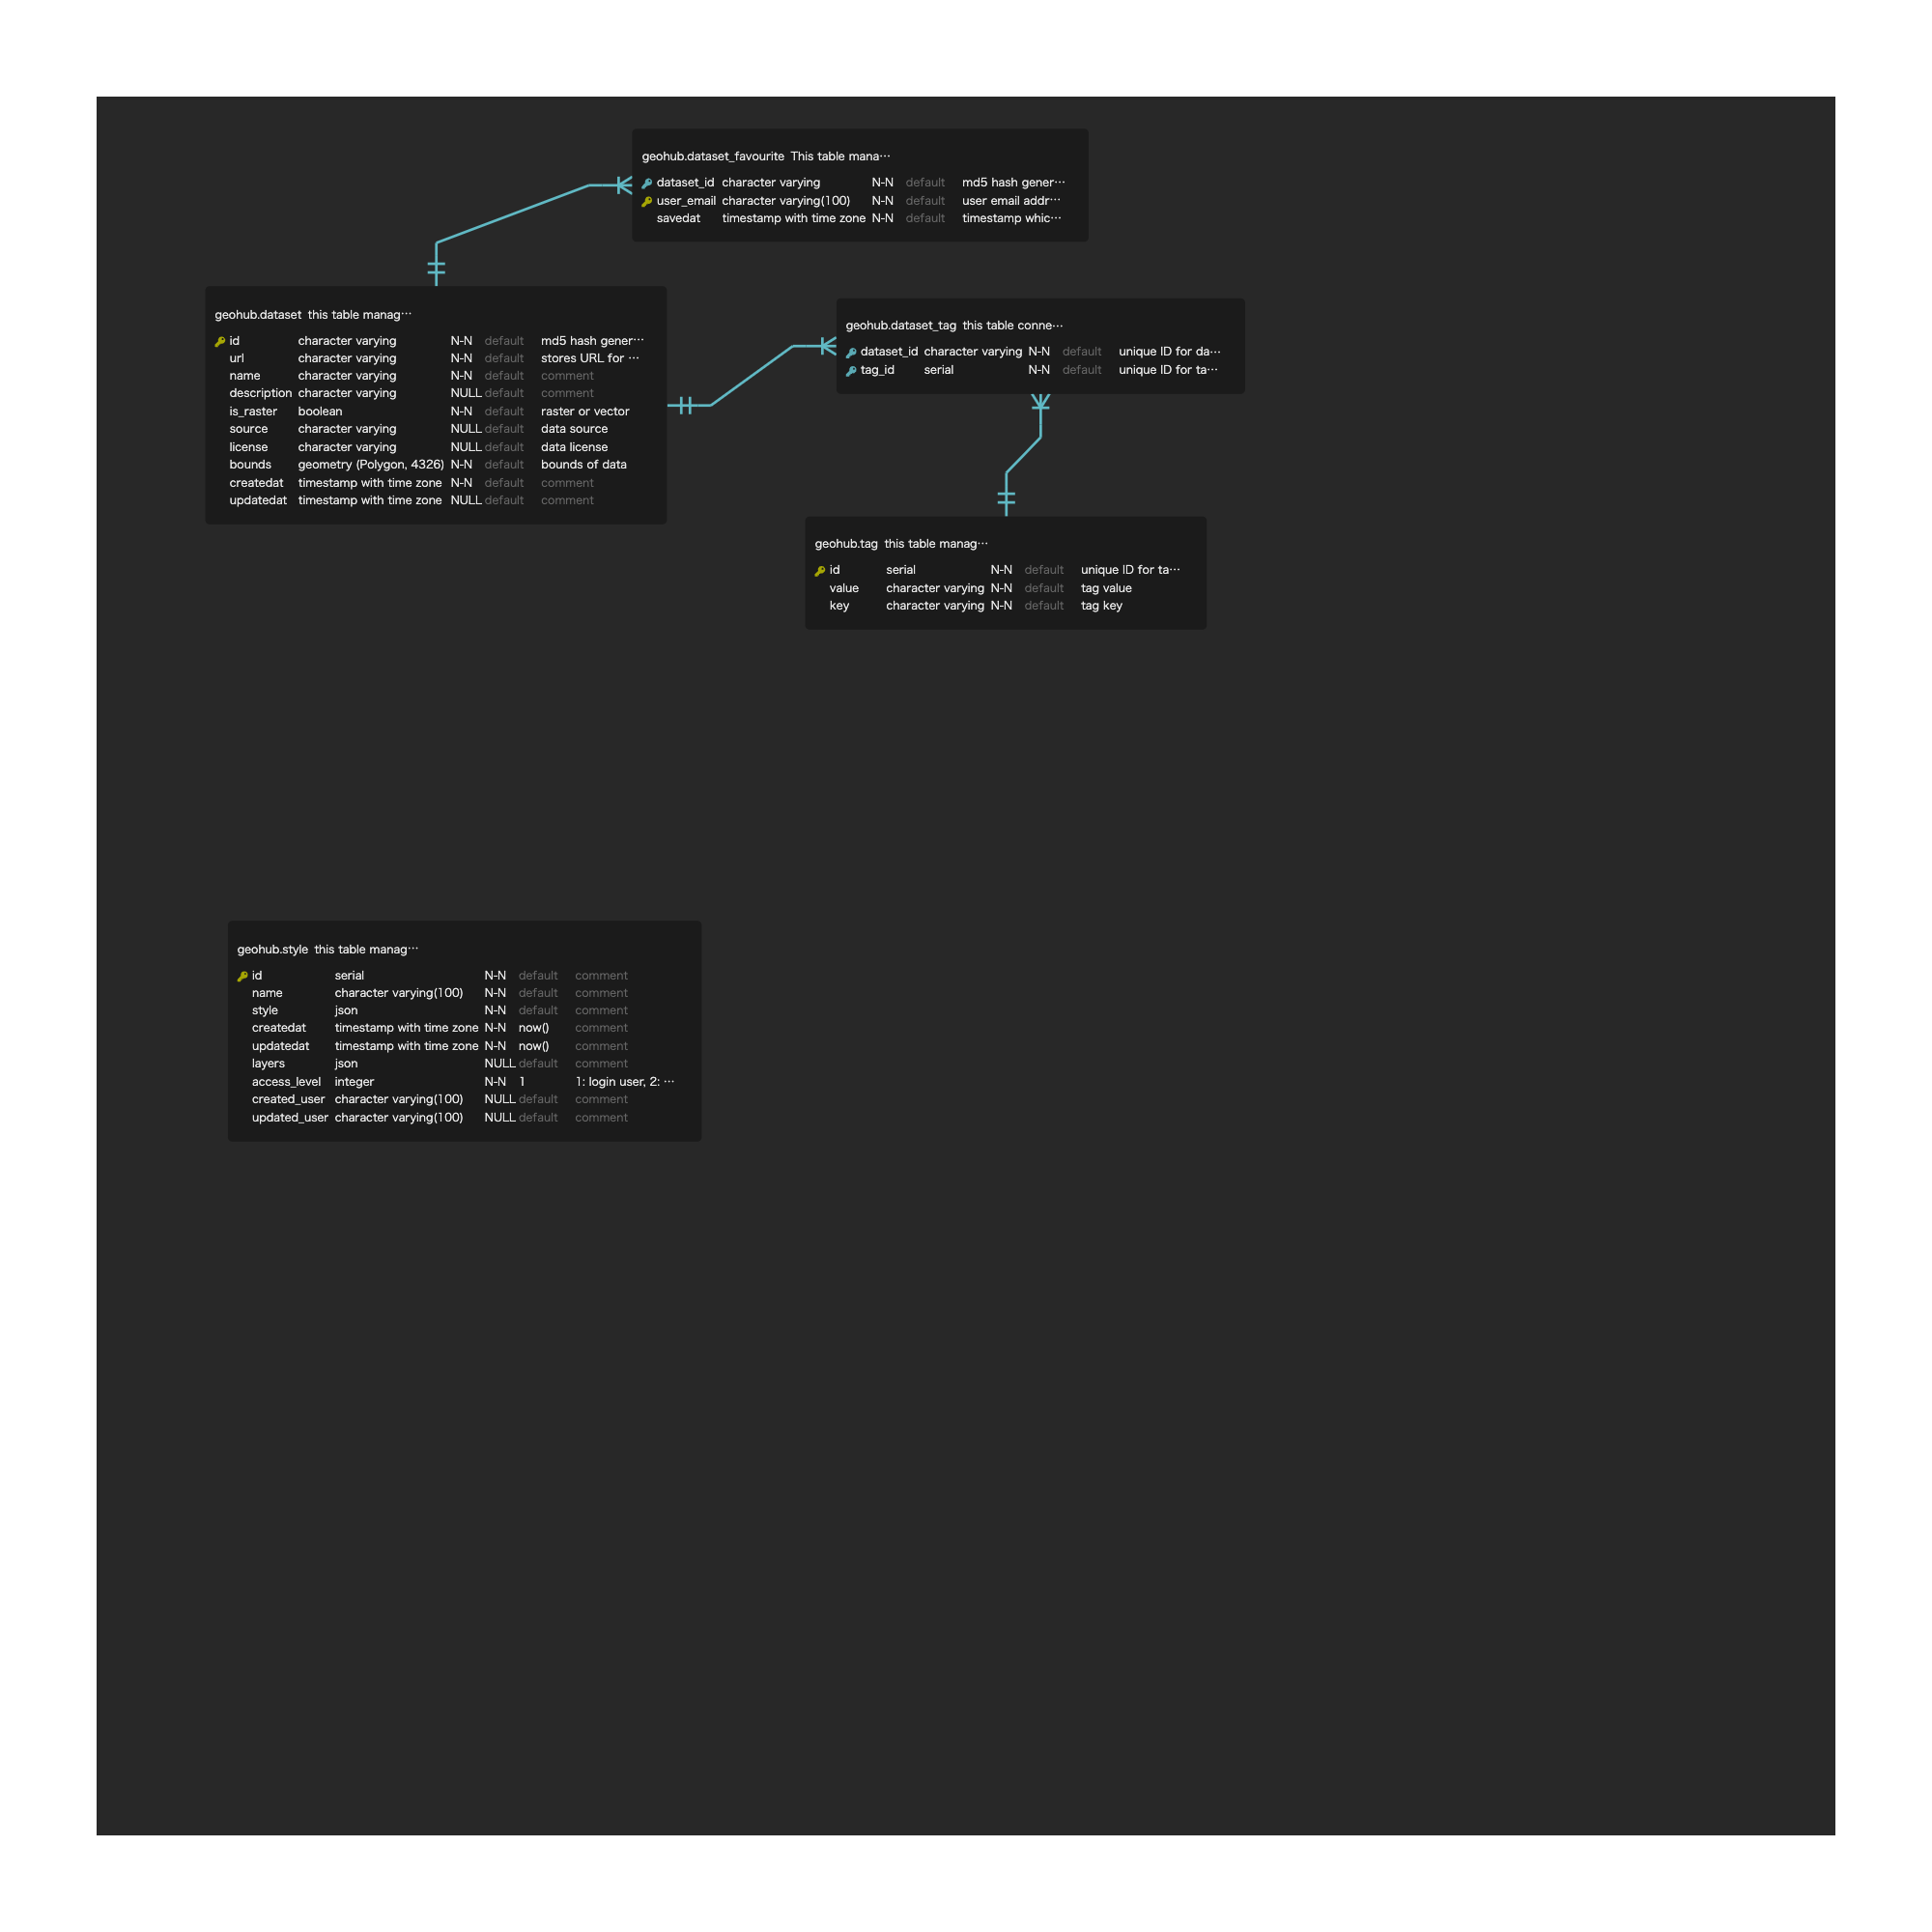 geohub.dataset_favourite This table mana…
dataset_id character varying N-N default md5 hash gener…
user_email character varying(100) N-N default user email addr…
savedat timestamp with time zone N-N default timestamp whic…
geohub.dataset this table manag…
id character varying N-N default md5 hash gener…
url character varying N-N default stores URL for …
name character varying N-N default comment
description character varying NULL default comment
is_raster boolean N-N default raster or vector
source character varying NULL default data source
license character varying NULL default data license
bounds geometry (Polygon, 4326) N-N default bounds of data
createdat timestamp with time zone N-N default comment
updatedat timestamp with time zone NULL default comment
geohub.dataset_tag this table conne…
dataset_id character varying N-N default unique ID for da…
tag_id serial N-N default unique ID for ta…
geohub.tag this table manag…
id serial N-N default unique ID for ta…
value character varying N-N default tag value
key character varying N-N default tag key
geohub.style this table manag…
id serial N-N default comment
name character varying(100) N-N default comment
style json N-N default comment
createdat timestamp with time zone N-N now() comment
updatedat timestamp with time zone N-N now() comment
layers json NULL default comment
access_level integer N-N 1 1: login user, 2: …
created_user character varying(100) NULL default comment
updated_user character varying(100) NULL default comment